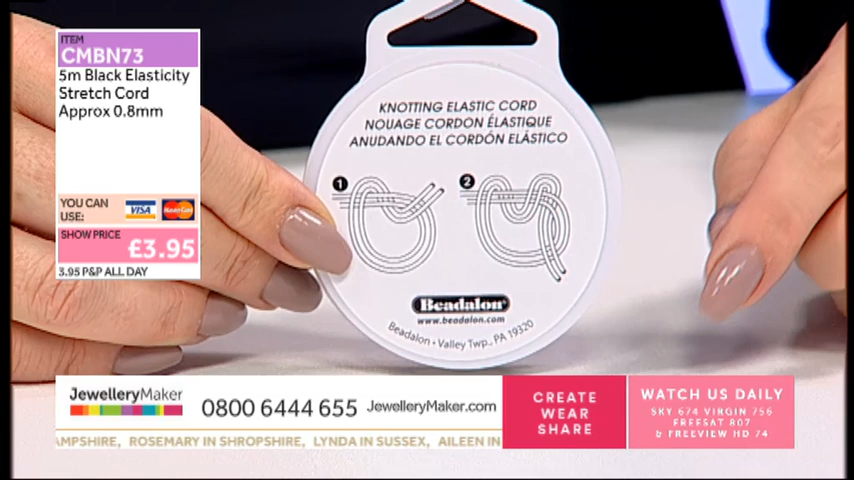 ITEM
CMBN73
5m Black Elasticity
Stretch Cord
Approx 0.8mm
YOU CAN
USE:
VISA
MasterCard
SHOW PRICE
£3.95
3.95 P&P ALL DAY
KNOTTING ELASTIC CORD
NOUAGE CORDON ÉLASTIQUE
ANUDANDO EL CORDÓN ELÁSTICO
1
2
Beadalon
www.beadalon.com
Beadalon • Valley Twp., PA 19320
JewelleryMaker
0800 6444 655
JewelleryMaker.com
CREATE
WEAR
SHARE
WATCH US DAILY
SKY 674 VIRGIN 756
FREESAT 807
& FREEVIEW HD 74
AMPSHIRE, ROSEMARY IN SHROPSHIRE, LYNDA IN SUSSEX, AILEEN IN